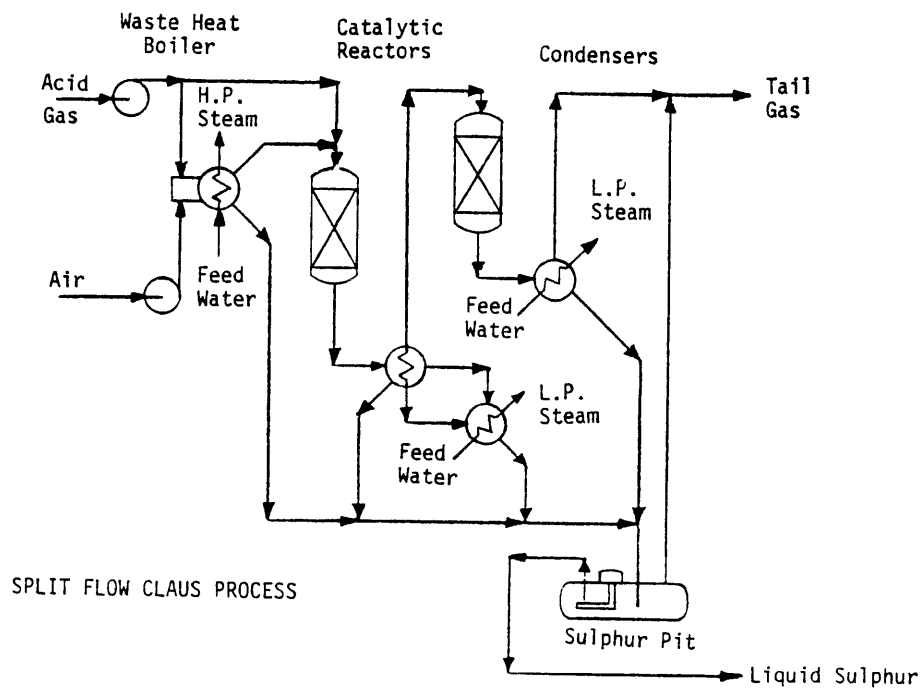 Waste Heat
Boiler
Catalytic
Reactors
Condensers
Acid
Gas
H.P.
Steam
Tail
Gas
L.P.
Steam
Air
Feed
Water
Feed
Water
L.P.
Steam
Feed
Water
SPLIT FLOW CLAUS PROCESS
Sulphur Pit
Liquid Sulphur